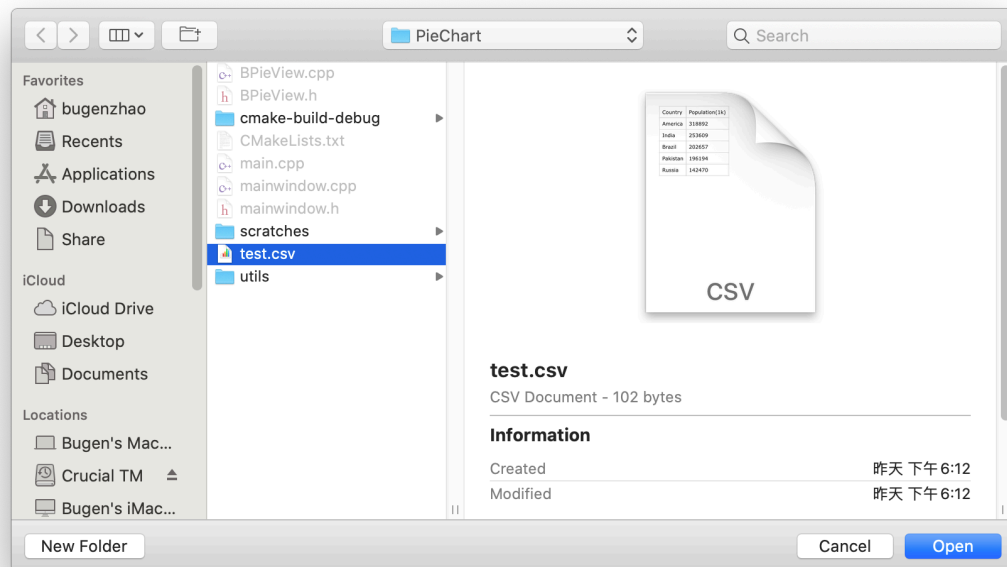 PieChart
Search
Favorites
bugenzhao
Recents
Applications
Downloads
Share
iCloud
iCloud Drive
Desktop
Documents
Locations
Bugen's Mac...
Crucial TM
Bugen's iMac...
BPieView.cpp
BPieView.h
cmake-build-debug
CMakeLists.txt
main.cpp
mainwindow.cpp
mainwindow.h
scratches
test.csv
utils
Country Population(1k)
America 318892
India 253609
Brazil 202657
Pakistan 196194
Russia 142470
CSV
test.csv
CSV Document - 102 bytes
Information
Created 昨天 下午6:12
Modified 昨天 下午6:12
New Folder
Cancel
Open